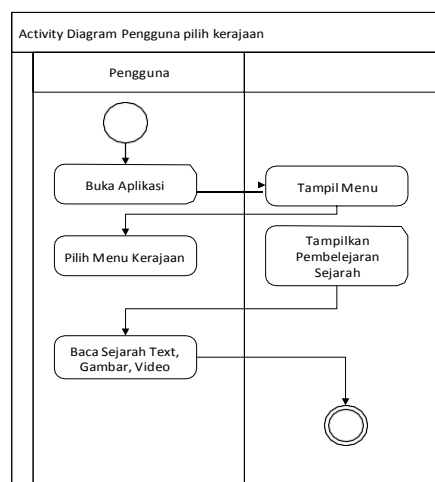 Activity Diagram Pengguna pilih kerajaan
Pengguna
Buka Aplikasi
Tampil Menu
Pilih Menu Kerajaan
Tampilkan
Pembelejaran
Sejarah
Baca Sejarah Text,
Gambar, Video